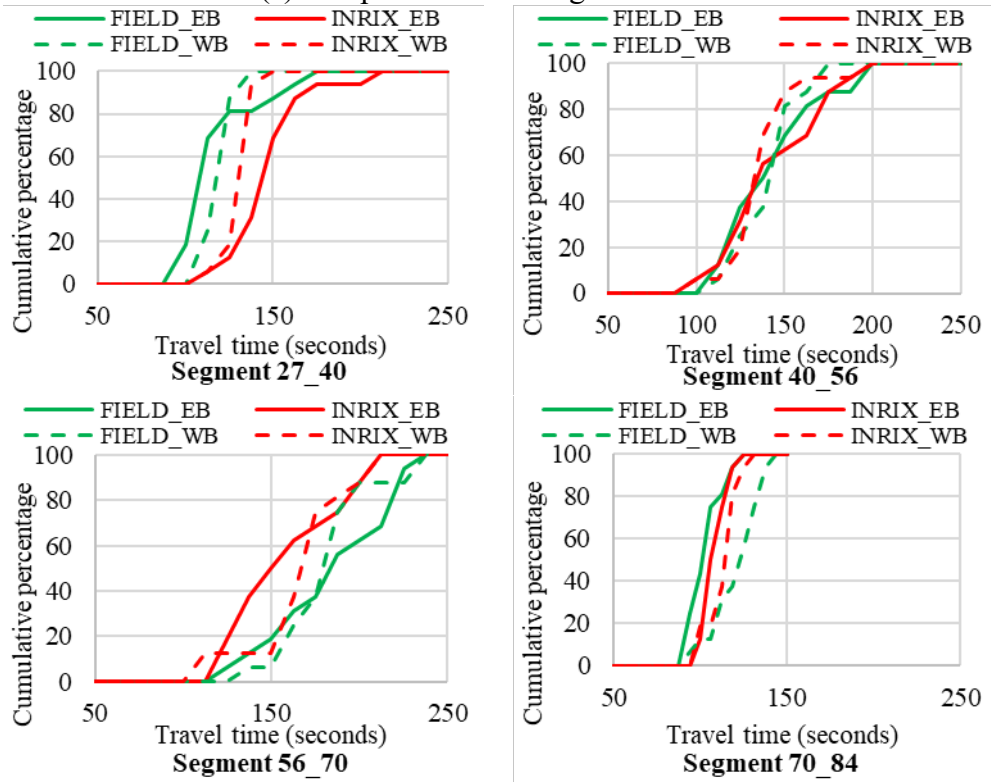 FIELD_EB INRIX_EB FIELD_EB INRIX_EB
FIELD_WB INRIX_WB FIELD_WB INRIX_WB
Cumulative percentage
100
80
60
40
20
0
50 150 250
Travel time (seconds)
Segment 27_40
Cumulative percentage
100
80
60
40
20
0
50 100 150 200 250
Travel time (seconds)
Segment 40_56
FIELD_EB INRIX_EB FIELD_EB INRIX_EB
FIELD_WB INRIX_WB FIELD_WB INRIX_WB
Cumulative percentage
100
80
60
40
20
0
50 150 250
Travel time (seconds)
Segment 56_70
Cumulative percentage
100
80
60
40
20
0
50 150 250
Travel time (seconds)
Segment 70_84